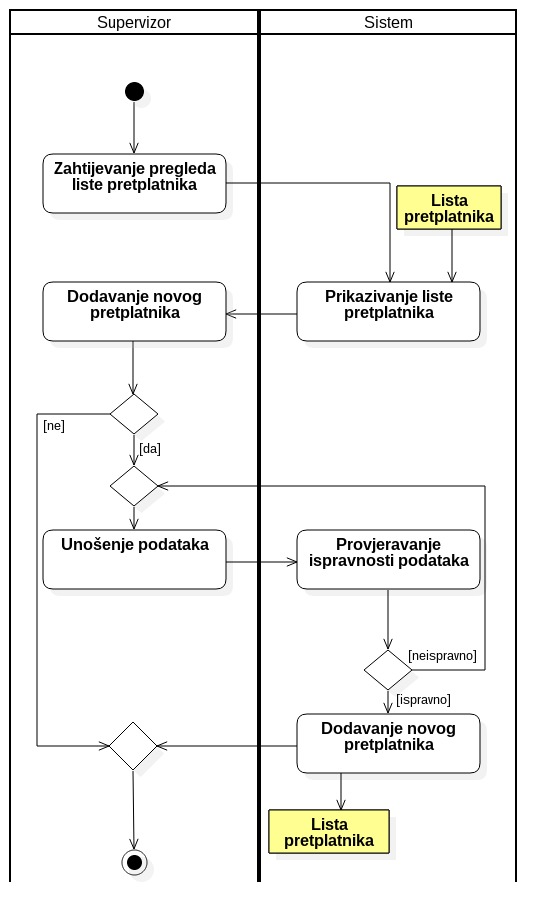 Supervizor
Sistem
Zahtijevanje pregleda
liste pretplatnika
Lista
pretplatnika
Dodavanje novog
pretplatnika
Prikazivanje liste
pretplatnika
[ne]
[da]
Unošenje podataka
Provjeravanje
ispravnosti podataka
[neispravno]
[ispravno]
Dodavanje novog
pretplatnika
Lista
pretplatnika